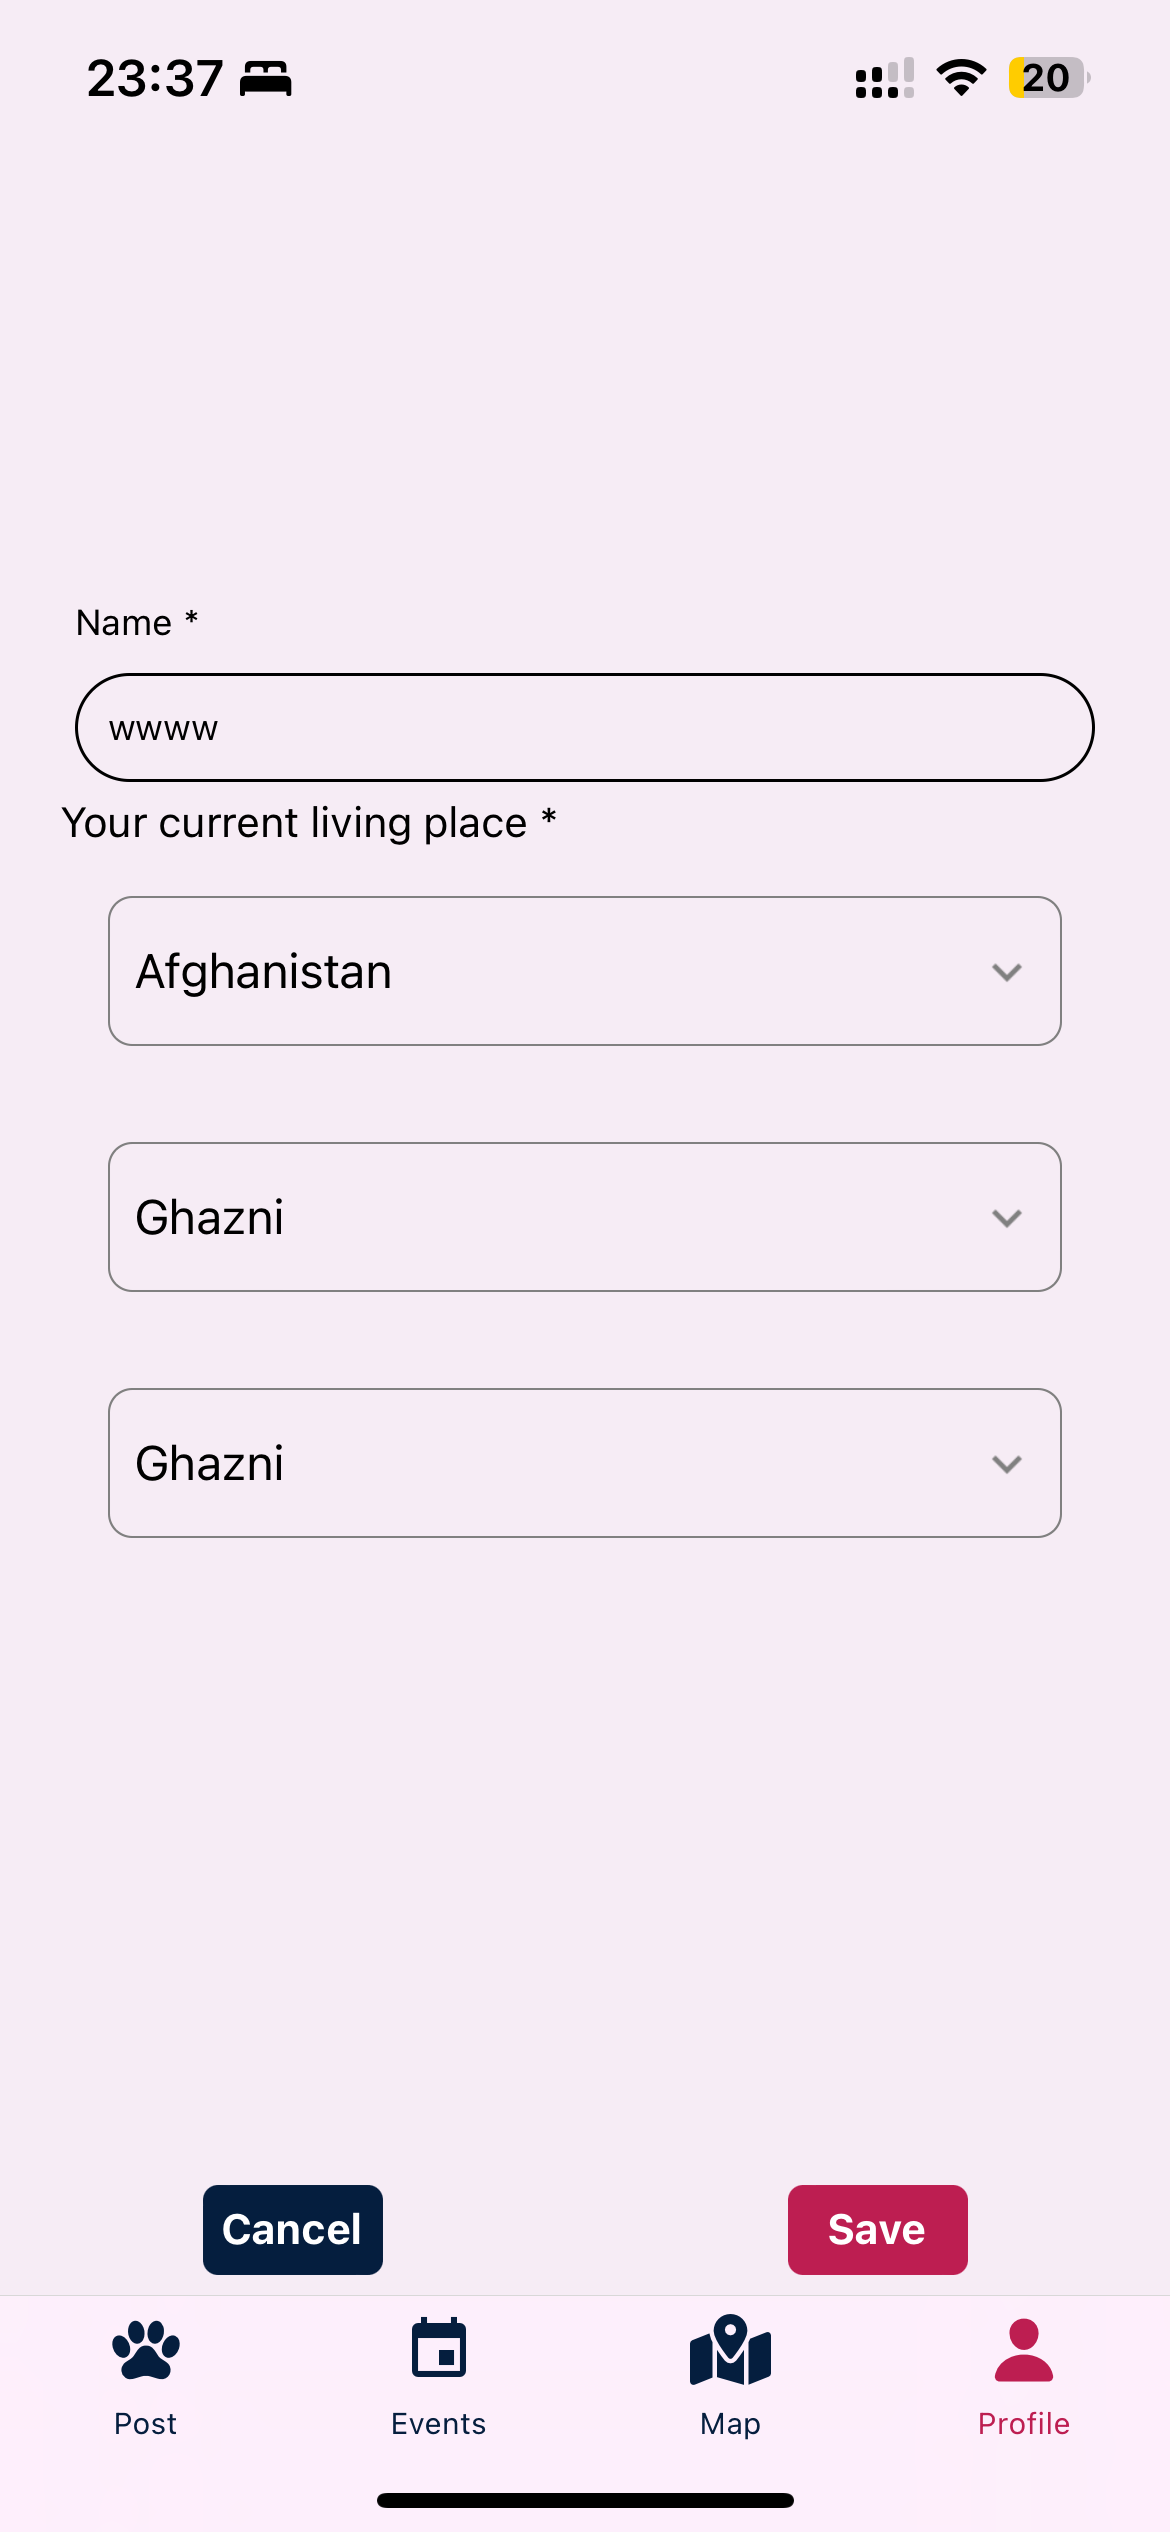 23:37
20
Name *
wwww
Your current living place *
Afghanistan
Ghazni
Ghazni
Cancel
Save
Post
Events
Map
Profile